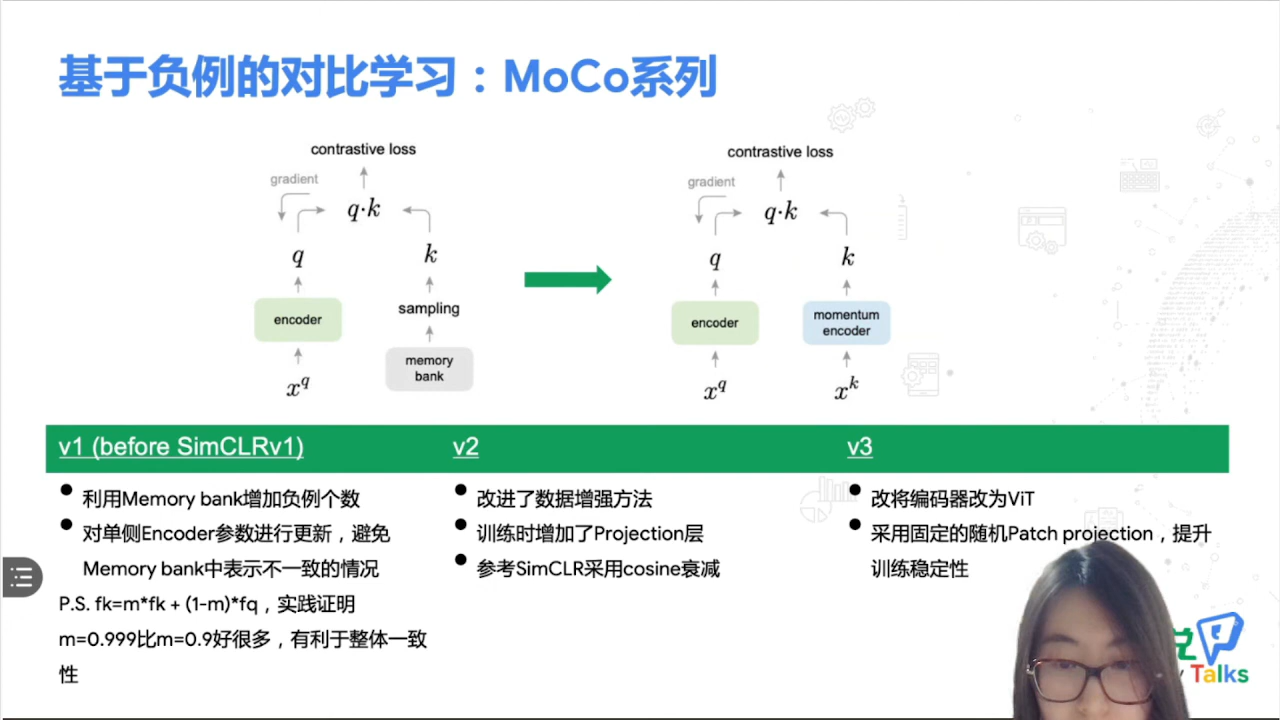 基于负例的对比学习：MoCo系列
contrastive loss
gradient
q·k
q
k
encoder
sampling
memory
bank
x^q
contrastive loss
gradient
q·k
q
k
encoder
momentum
encoder
x^q
x^k
v1 (before SimCLRv1)
利用Memory bank增加负例个数
对单侧Encoder参数进行更新，避免
Memory bank中表示不一致的情况
P.S. fk=m*fk + (1-m)*fq，实践证明
m=0.999比m=0.9好很多，有利于整体一致
性
v2
改进了数据增强方法
训练时增加了Projection层
参考SimCLR采用cosine衰减
v3
改将编码器改为ViT
采用固定的随机Patch projection，提升
训练稳定性
Talks